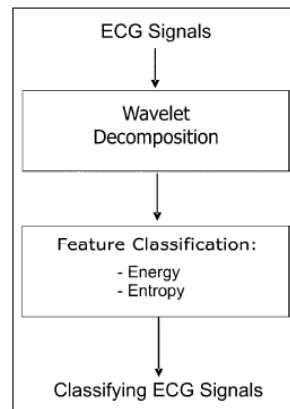 ECG Signals
Wavelet
Decomposition
Feature Classification:
- Energy
- Entropy
Classifying ECG Signals